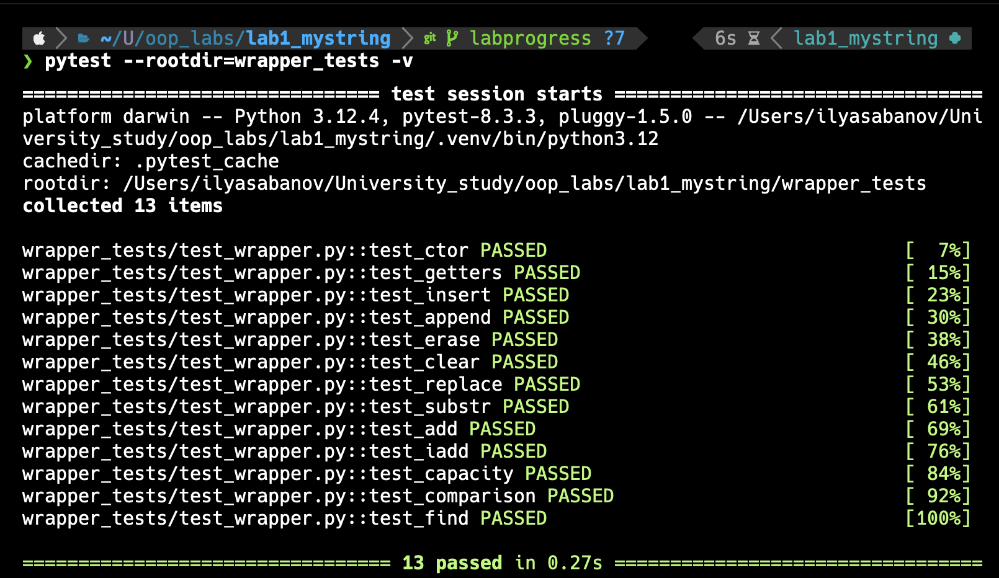 ~/U/oop_labs/lab1_mystring git labprogress ?7 6s lab1_mystring
❯ pytest --rootdir=wrapper_tests -v
================================ test session starts =================================
platform darwin -- Python 3.12.4, pytest-8.3.3, pluggy-1.5.0 -- /Users/ilyasabanov/Uni
versity_study/oop_labs/lab1_mystring/.venv/bin/python3.12
cachedir: .pytest_cache
rootdir: /Users/ilyasabanov/University_study/oop_labs/lab1_mystring/wrapper_tests
collected 13 items
wrapper_tests/test_wrapper.py::test_ctor PASSED [  7%]
wrapper_tests/test_wrapper.py::test_getters PASSED [ 15%]
wrapper_tests/test_wrapper.py::test_insert PASSED [ 23%]
wrapper_tests/test_wrapper.py::test_append PASSED [ 30%]
wrapper_tests/test_wrapper.py::test_erase PASSED [ 38%]
wrapper_tests/test_wrapper.py::test_clear PASSED [ 46%]
wrapper_tests/test_wrapper.py::test_replace PASSED [ 53%]
wrapper_tests/test_wrapper.py::test_substr PASSED [ 61%]
wrapper_tests/test_wrapper.py::test_add PASSED [ 69%]
wrapper_tests/test_wrapper.py::test_iadd PASSED [ 76%]
wrapper_tests/test_wrapper.py::test_capacity PASSED [ 84%]
wrapper_tests/test_wrapper.py::test_comparison PASSED [ 92%]
wrapper_tests/test_wrapper.py::test_find PASSED [100%]
================================= 13 passed in 0.27s =================================